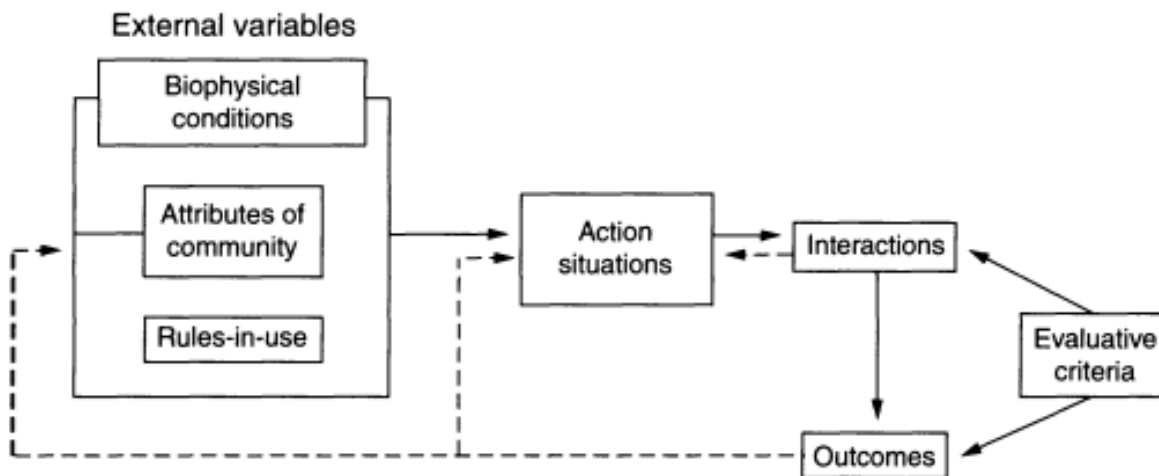 External variables
Biophysical
conditions
Attributes of
community
Rules-in-use
Action
situations
Interactions
Outcomes
Evaluative
criteria